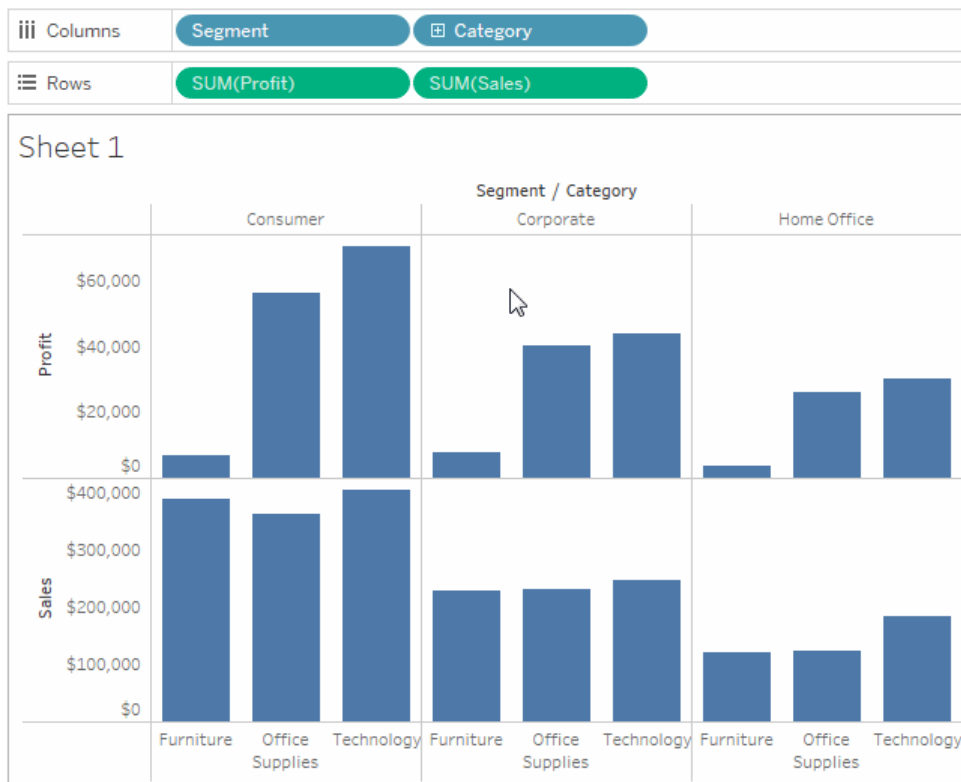 Columns Segment Category
Rows SUM(Profit) SUM(Sales)
Sheet 1
Segment / Category
Consumer Corporate Home Office
Profit
$60,000
$40,000
$20,000
$0
Sales
$400,000
$300,000
$200,000
$100,000
$0
Furniture Office Supplies Technology Furniture Office Supplies Technology Furniture Office Supplies Technology